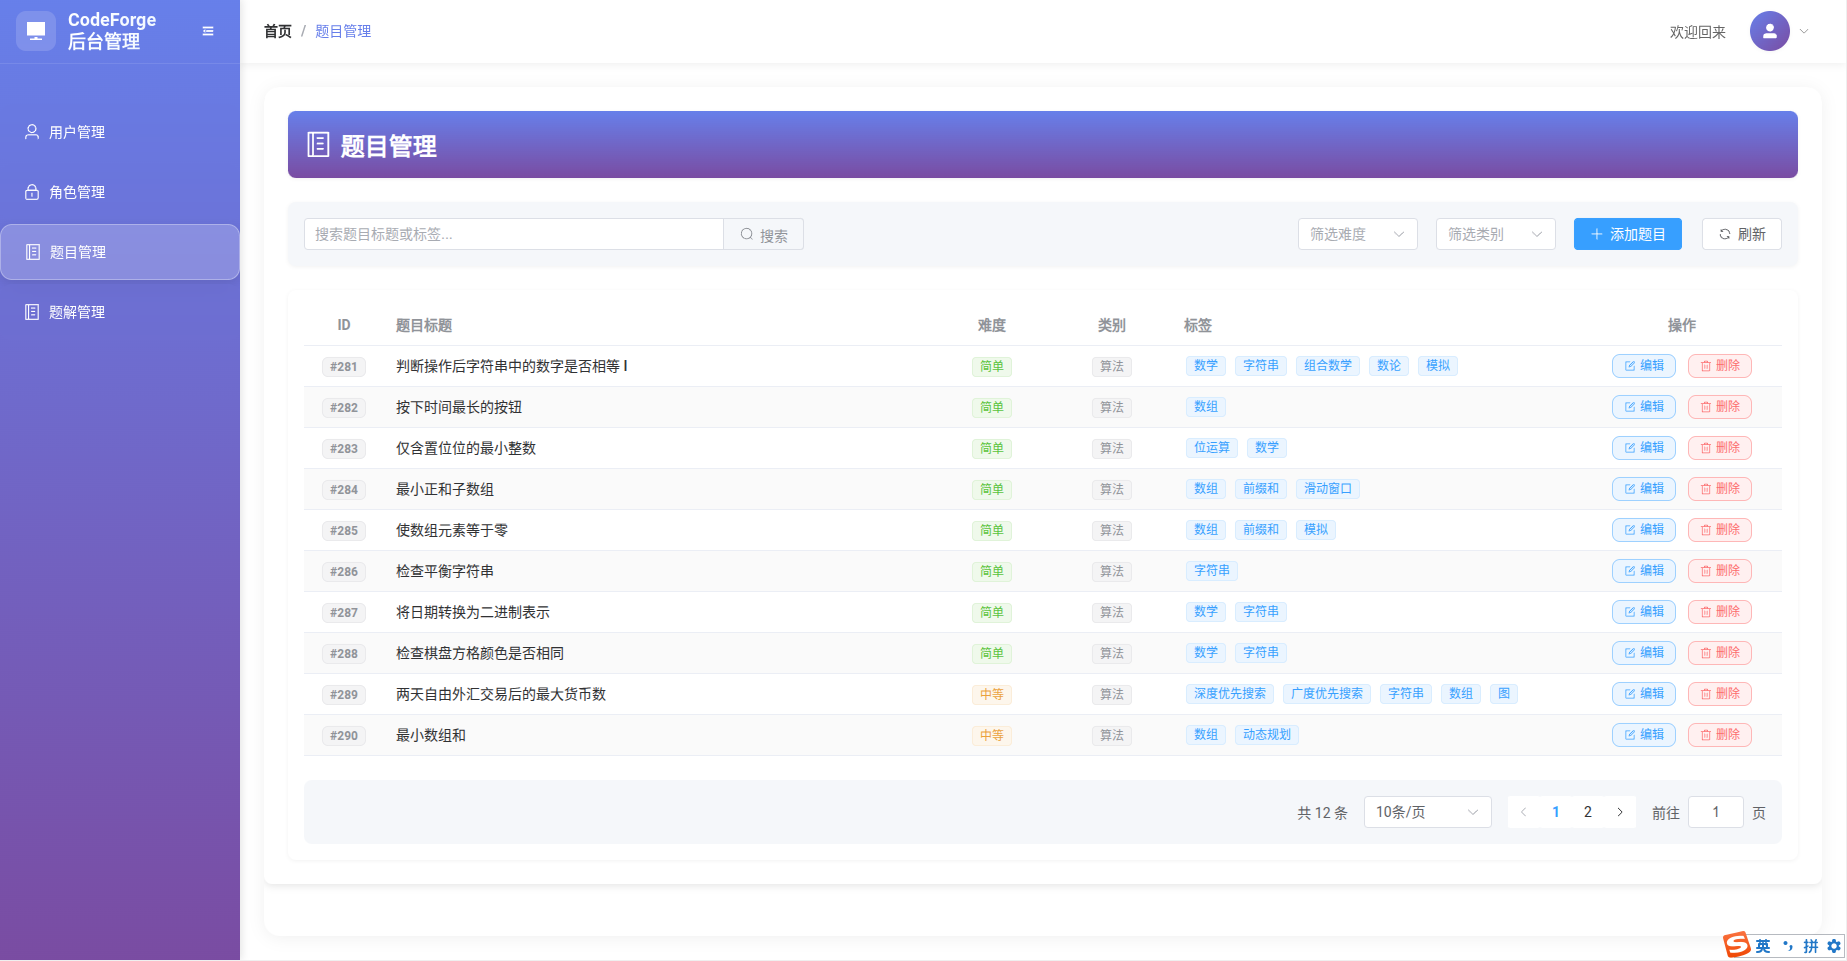 CodeForge
后台管理
首页 / 题目管理
欢迎回来
用户管理
角色管理
题目管理
题解管理
题目管理
搜索题目标题或标签... 搜索 筛选难度 筛选类别 添加题目 刷新
ID 题目标题 难度 类别 标签 操作
#281 判断操作后字符串中的数字是否相等 I 简单 算法 数学 字符串 组合数学 数论 模拟 编辑 删除
#282 按下时间最长的按钮 简单 算法 数组 编辑 删除
#283 仅含置位位的最小整数 简单 算法 位运算 数学 编辑 删除
#284 最小正和子数组 简单 算法 数组 前缀和 滑动窗口 编辑 删除
#285 使数组元素等于零 简单 算法 数组 前缀和 模拟 编辑 删除
#286 检查平衡字符串 简单 算法 字符串 编辑 删除
#287 将日期转换为二进制表示 简单 算法 数学 字符串 编辑 删除
#288 检查棋盘方格颜色是否相同 简单 算法 数学 字符串 编辑 删除
#289 两天自由外汇交易后的最大货币数 中等 算法 深度优先搜索 广度优先搜索 字符串 数组 图 编辑 删除
#290 最小数组和 中等 算法 数组 动态规划 编辑 删除
共 12 条 10条/页 1 2 前往 1 页
英 拼